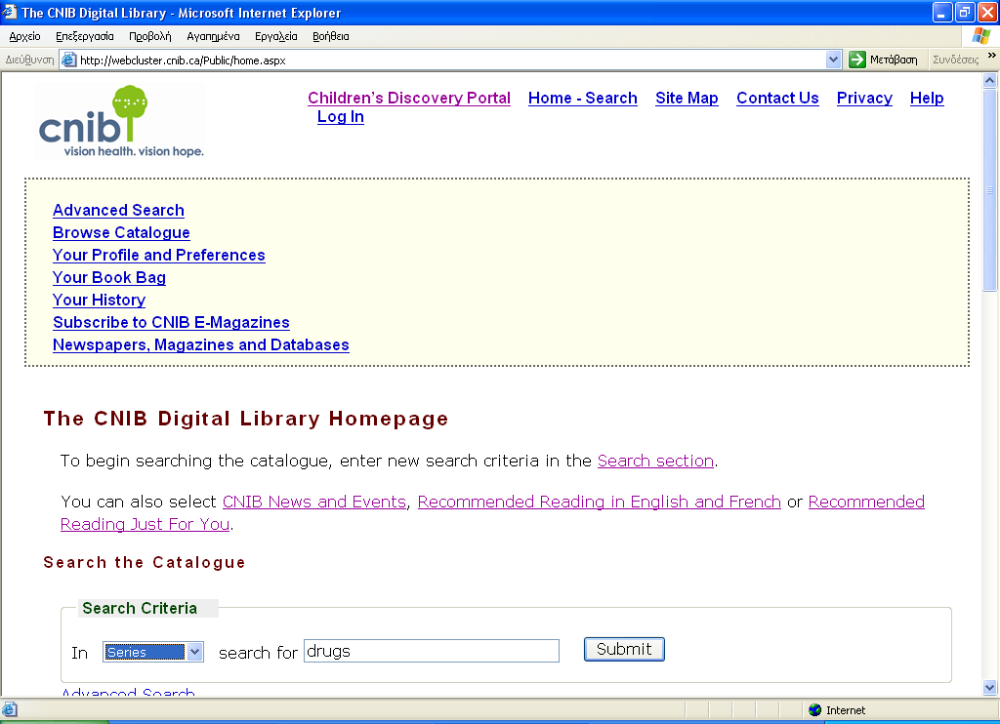 The CNIB Digital Library - Microsoft Internet Explorer
Αρχείο Επεξεργασία Προβολή Αγαπημένα Εργαλεία Βοήθεια
Διεύθυνση http://webcluster.cnib.ca/Public/home.aspx Μετάβαση Συνδέσεις »
cnib
vision health. vision hope.
Children's Discovery Portal Home - Search Site Map Contact Us Privacy Help
Log In
Advanced Search
Browse Catalogue
Your Profile and Preferences
Your Book Bag
Your History
Subscribe to CNIB E-Magazines
Newspapers, Magazines and Databases
The CNIB Digital Library Homepage
To begin searching the catalogue, enter new search criteria in the Search section.
You can also select CNIB News and Events, Recommended Reading in English and French or Recommended
Reading Just For You.
Search the Catalogue
Search Criteria
In Series search for drugs Submit
Advanced Search
Internet